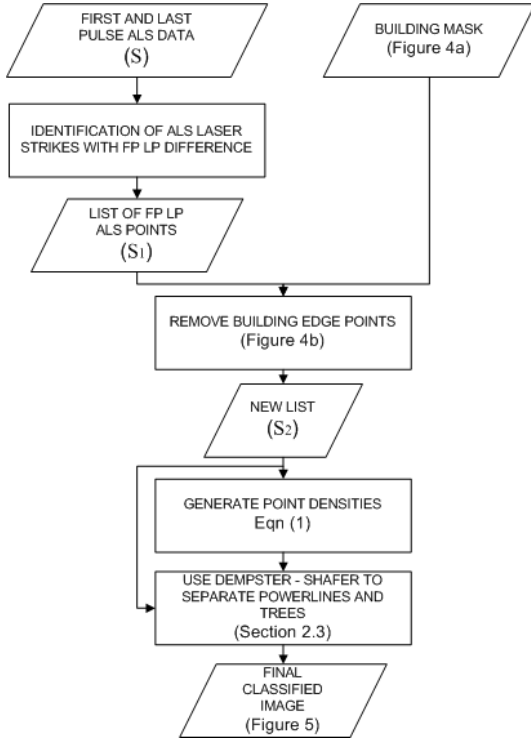 FIRST AND LAST
PULSE ALS DATA
(S)
BUILDING MASK
(Figure 4a)
IDENTIFICATION OF ALS LASER
STRIKES WITH FP LP DIFFERENCE
LIST OF FP LP
ALS POINTS
(S1)
REMOVE BUILDING EDGE POINTS
(Figure 4b)
NEW LIST
(S2)
GENERATE POINT DENSITIES
Eqn (1)
USE DEMPSTER - SHAFER TO
SEPARATE POWERLINES AND
TREES
(Section 2.3)
FINAL
CLASSIFIED
IMAGE
(Figure 5)